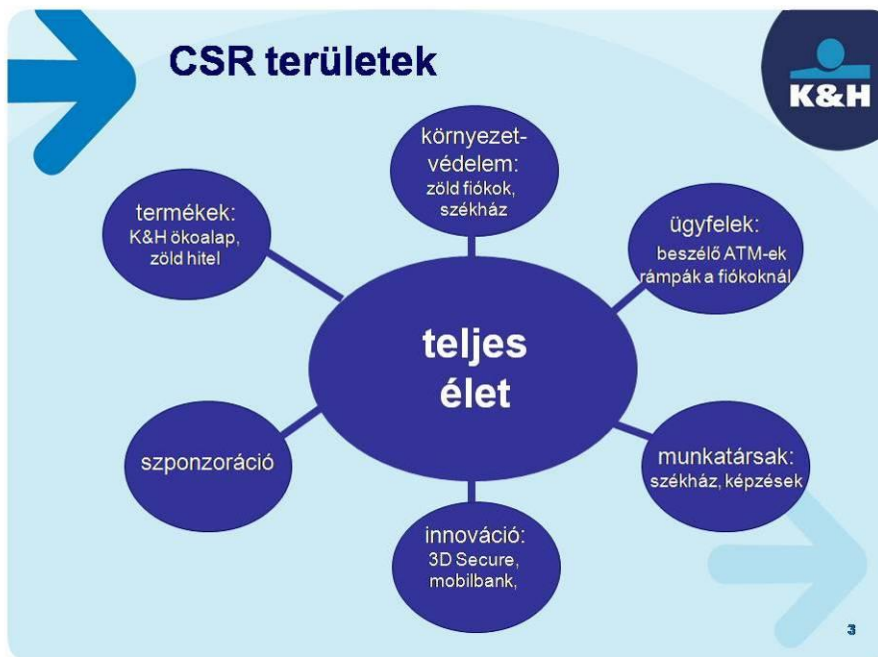 CSR területek
K&H
környezet-
védelem:
zöld fiókok,
székház
termékek:
K&H ökoalap,
zöld hitel
ügyfelek:
beszélő ATM-ek
rámpák a fiókoknál
teljes
élet
szponzoráció
munkatársak:
székház, képzések
innováció:
3D Secure,
mobilbank,
3